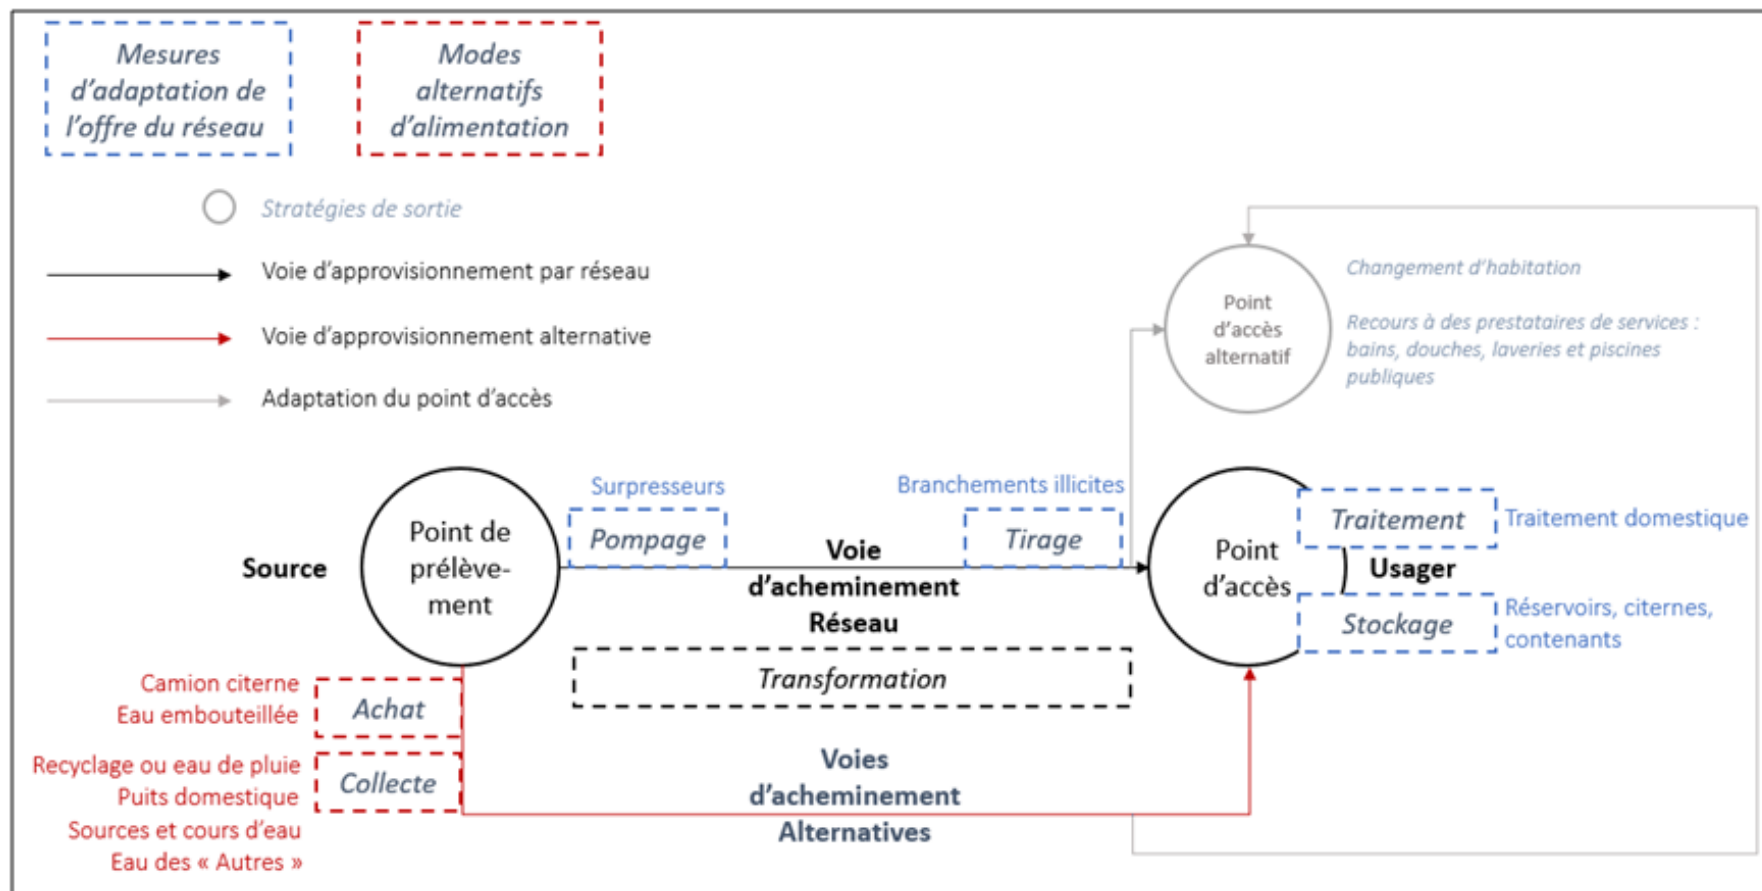 Mesures
d'adaptation de
l'offre du réseau
Modes
alternatifs
d'alimentation
Stratégies de sortie
Voie d'approvisionnement par réseau
Voie d'approvisionnement alternative
Adaptation du point d'accès
Point
d'accès
alternatif
Changement d'habitation
Recours à des prestataires de services :
bains, douches, laveries et piscines
publiques
Source
Point de
prélève-
ment
Surpresseurs
Pompage
Branchements illicites
Tirage
Voie
d'acheminement
Réseau
Transformation
Point
d'accès
Traitement
Traitement domestique
Usager
Stockage
Réservoirs, citernes,
contenants
Camion citerne
Eau embouteillée
Achat
Recyclage ou eau de pluie
Puits domestique
Collecte
Sources et cours d'eau
Eau des « Autres »
Voies
d'acheminement
Alternatives